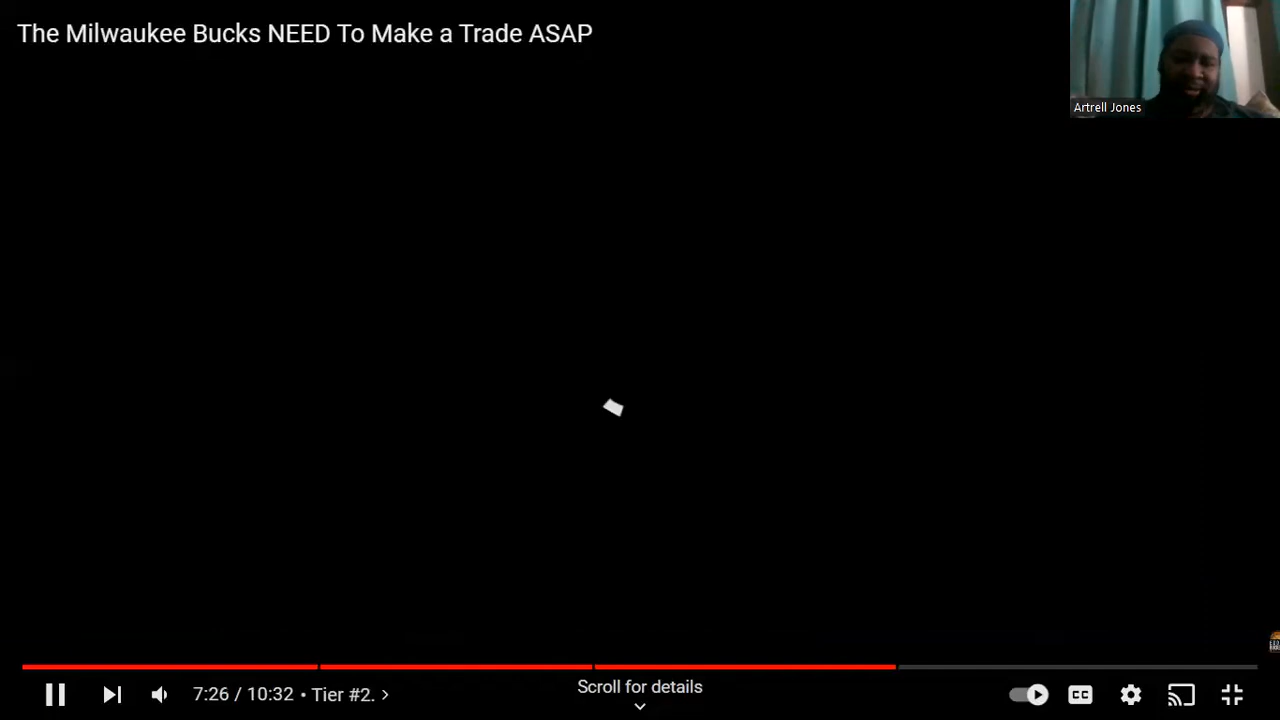 The Milwaukee Bucks NEED To Make a Trade ASAP
Artrell Jones
Scroll for details
7:26 / 10:32 • Tier #2.
CC